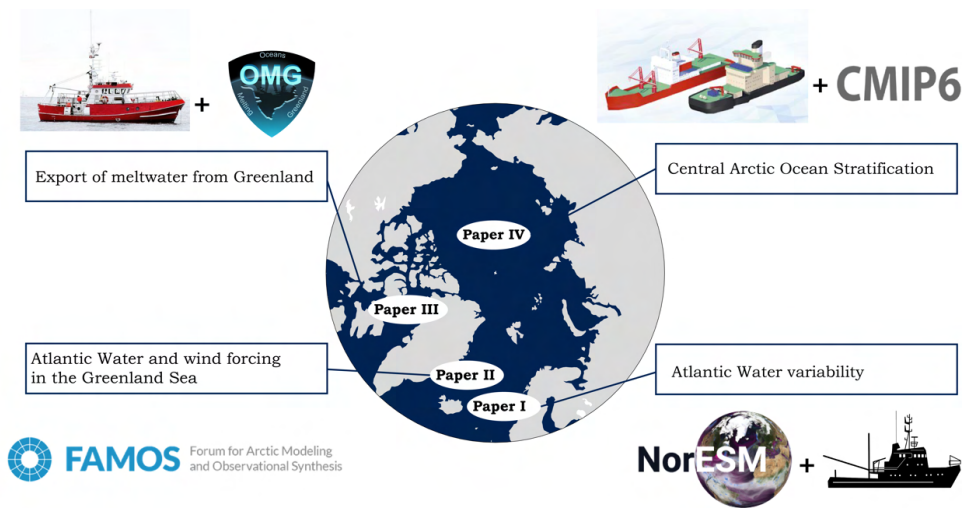 Oceans
OMG
Melting
Greenland
+
+ CMIP6
Export of meltwater from Greenland
Central Arctic Ocean Stratification
Paper IV
Paper III
Atlantic Water and wind forcing
in the Greenland Sea
Paper II
Atlantic Water variability
Paper I
FAMOS
Forum for Arctic Modeling
and Observational Synthesis
NorESM +